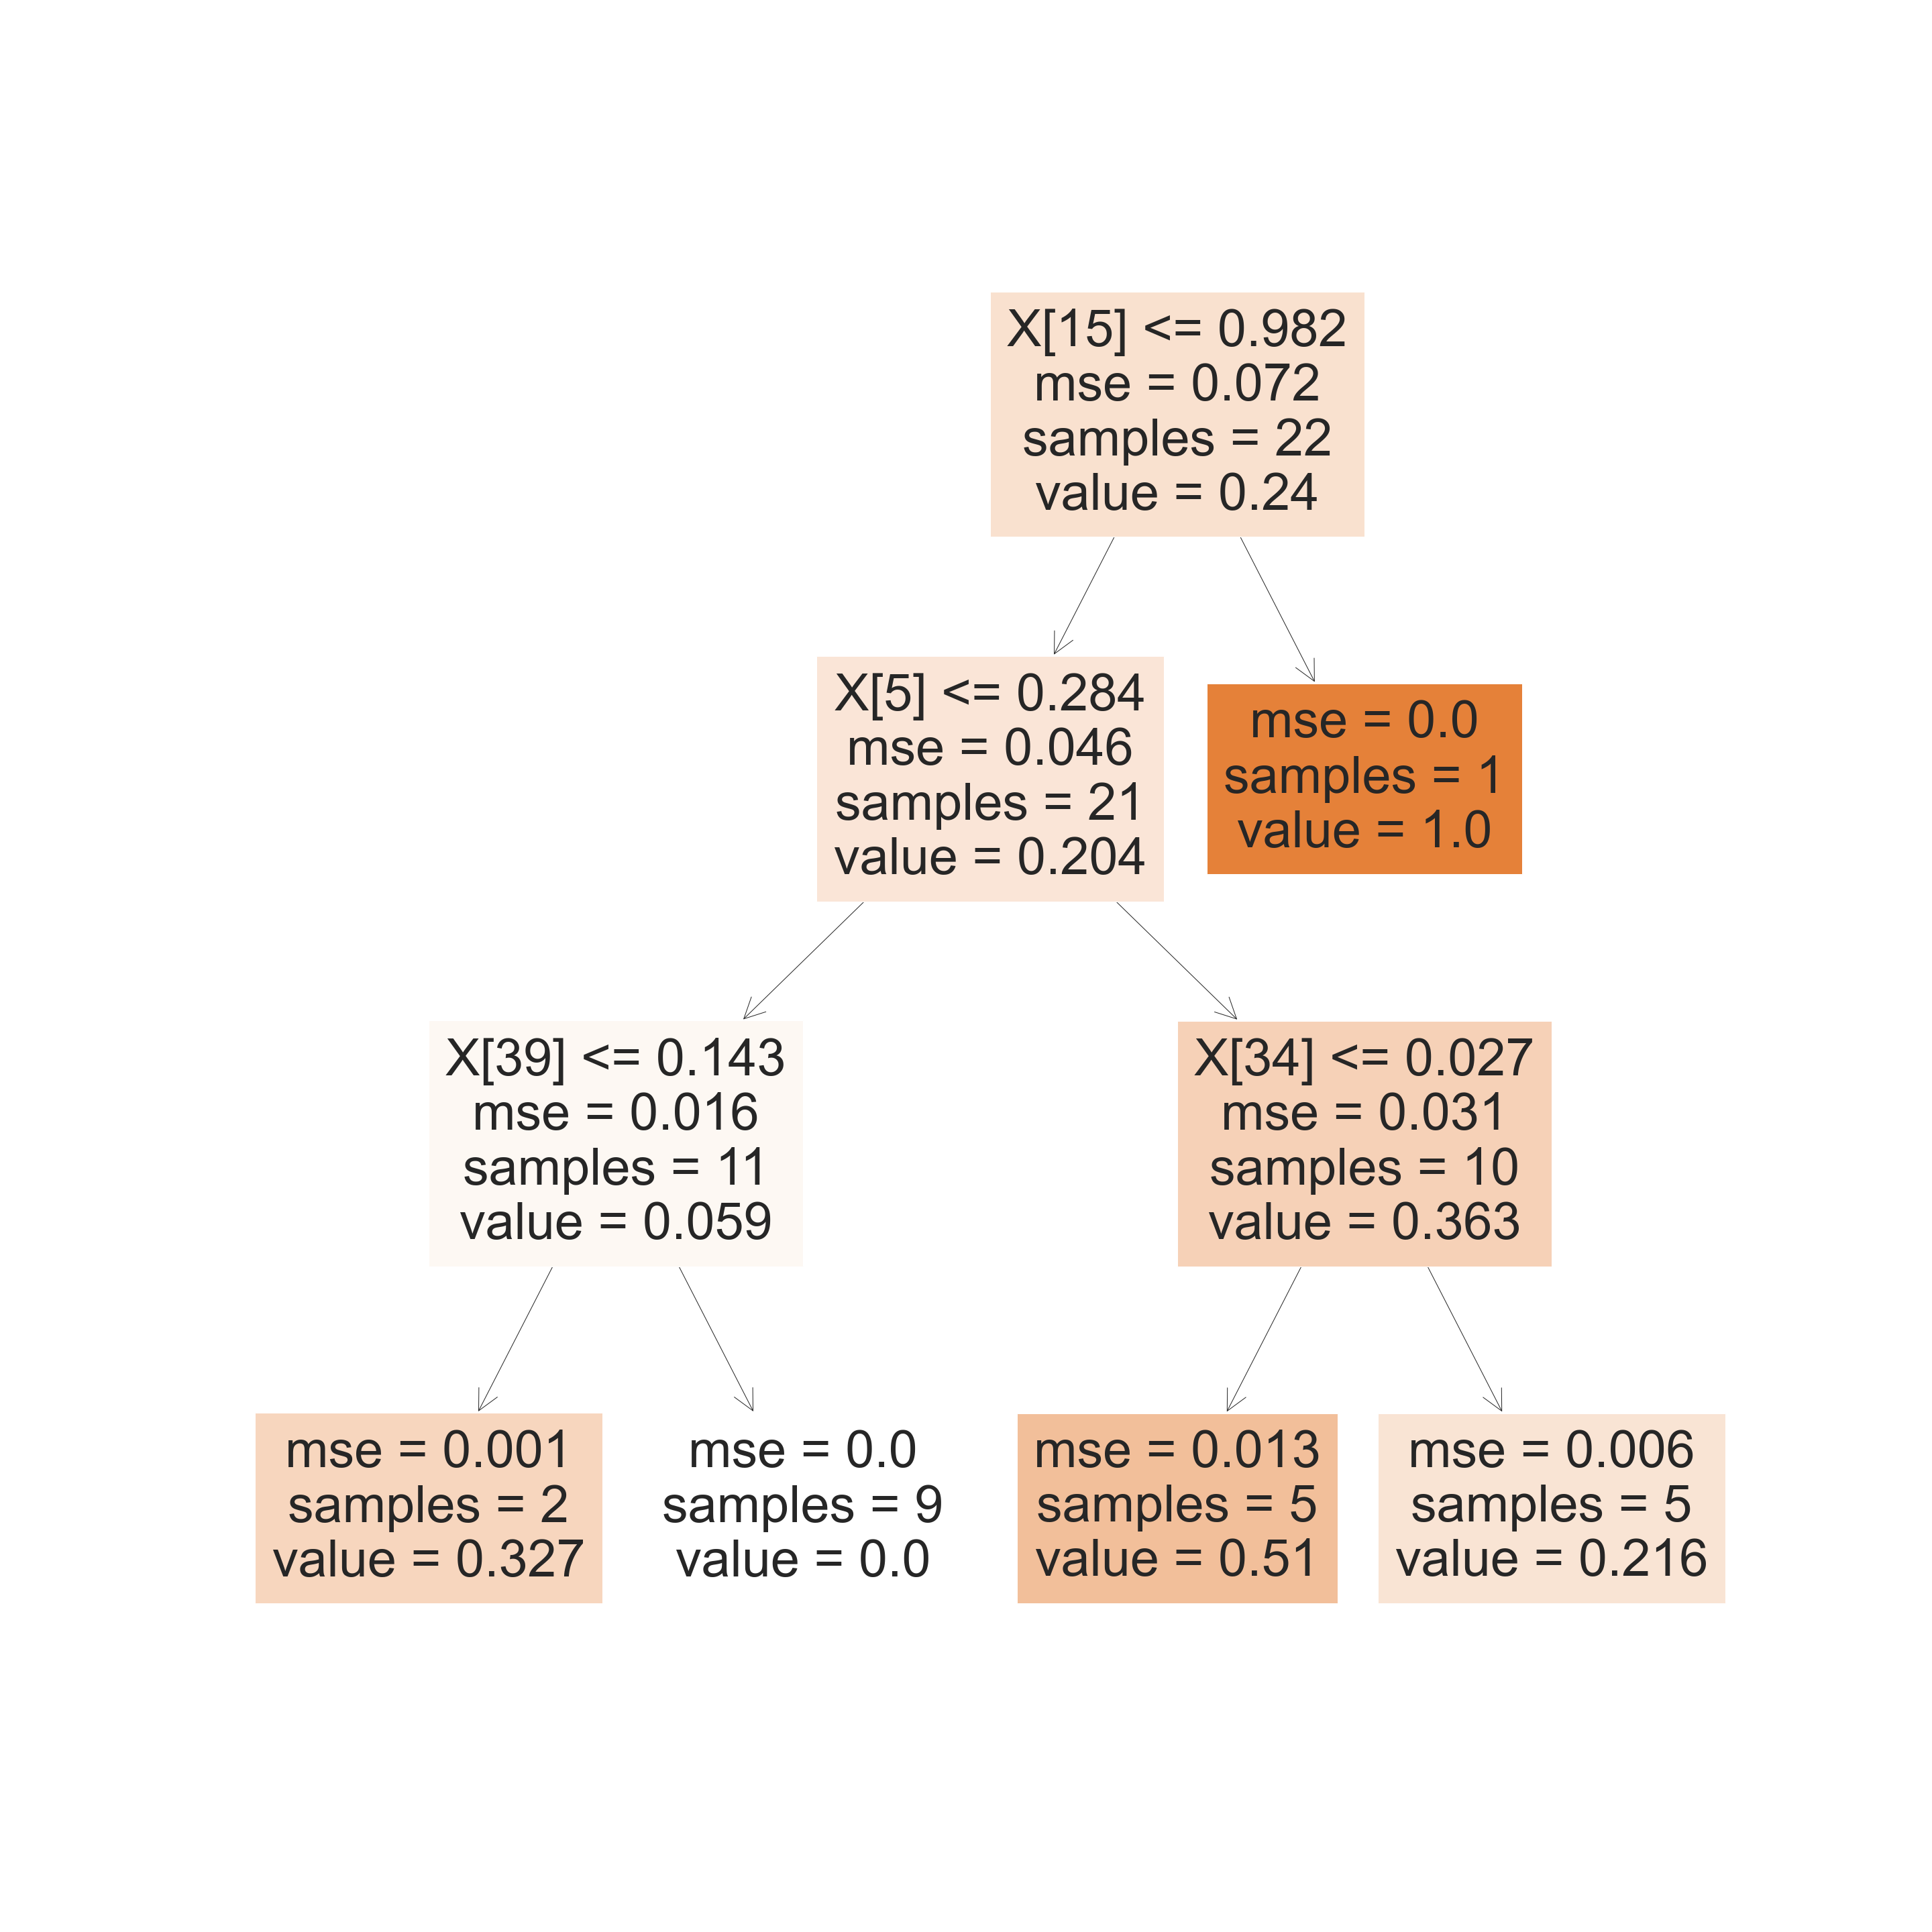 X[15] <= 0.982
mse = 0.072
samples = 22
value = 0.24
X[5] <= 0.284
mse = 0.046
samples = 21
value = 0.204
mse = 0.0
samples = 1
value = 1.0
X[39] <= 0.143
mse = 0.016
samples = 11
value = 0.059
X[34] <= 0.027
mse = 0.031
samples = 10
value = 0.363
mse = 0.001
samples = 2
value = 0.327
mse = 0.0
samples = 9
value = 0.0
mse = 0.013
samples = 5
value = 0.51
mse = 0.006
samples = 5
value = 0.216